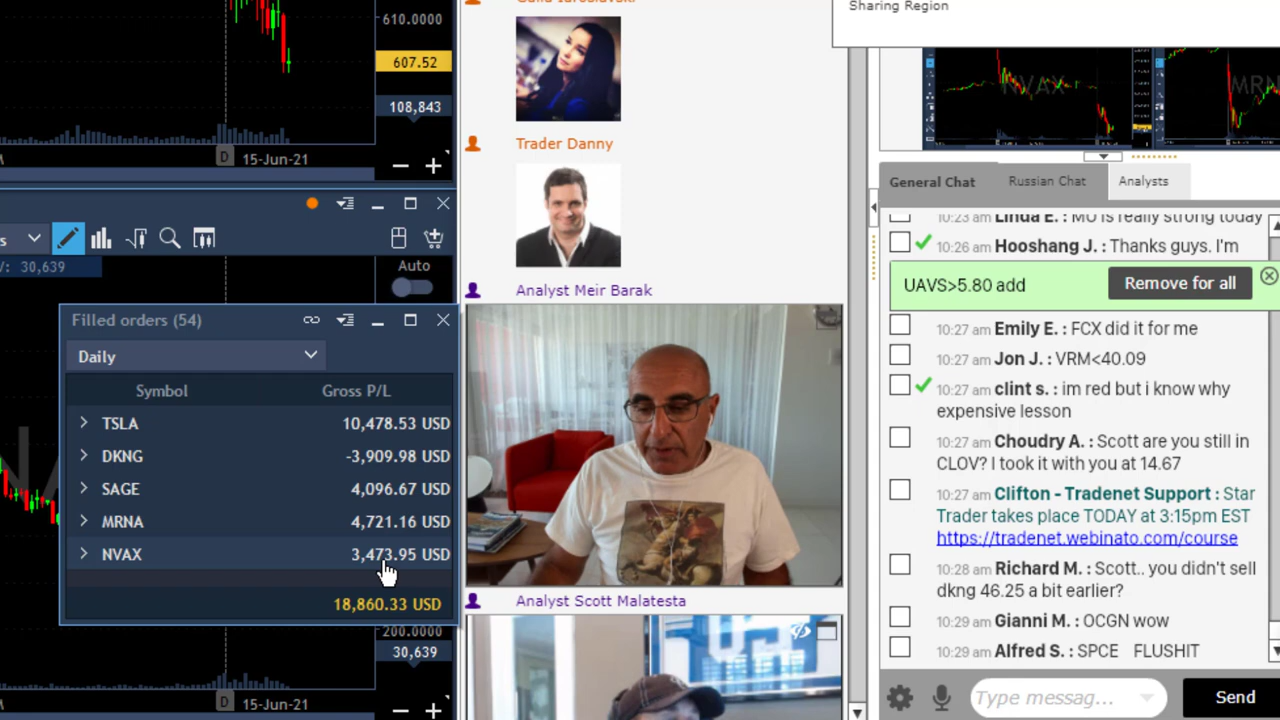 610.0000
607.52
108,843
D 15-Jun-21
s
V: 30,639
Auto
Filled orders (54)
Daily
Symbol Gross P/L
TSLA 10,478.53 USD
DKNG -3,909.98 USD
SAGE 4,096.67 USD
MRNA 4,721.16 USD
NVAX 3,473.95 USD
18,860.33 USD
200.0000
30,639
D 15-Jun-21
Trader Danny
Analyst Meir Barak
Analyst Scott Malatesta
Sharing Region
NVAX
MRN
General Chat Russian Chat Analysts
10:23 am Linda E. : MO is really strong today
10:26 am Hooshang J. : Thanks guys. I'm
UAVS>5.80 add Remove for all
10:27 am Emily E. : FCX did it for me
10:27 am Jon J. : VRM<40.09
10:27 am clint s. : im red but i know why
expensive lesson
10:27 am Choudry A. : Scott are you still in
CLOV? I took it with you at 14.67
10:27 am Clifton - Tradenet Support : Star
Trader takes place TODAY at 3:15pm EST
https://tradenet.webinato.com/course
10:28 am Richard M. : Scott.. you didn't sell
dkng 46.25 a bit earlier?
10:29 am Gianni M. : OCGN wow
10:29 am Alfred S. : SPCE FLUSHIT
Type messag... Send